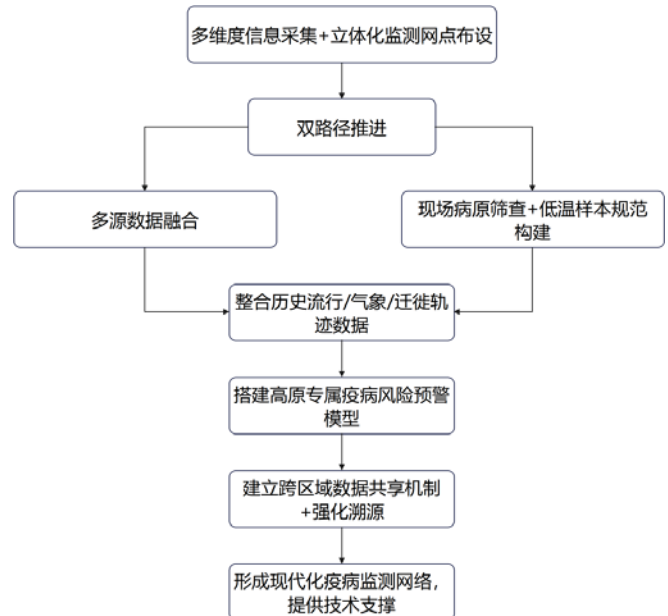 多维度信息采集+立体化监测网点布设
双路径推进
多源数据融合
现场病原筛查+低温样本规范
构建
整合历史流行/气象/迁徙轨
迹数据
搭建高原专属疫病风险预警
模型
建立跨区域数据共享机制
+强化溯源
形成现代化疫病监测网络，
提供技术支撑